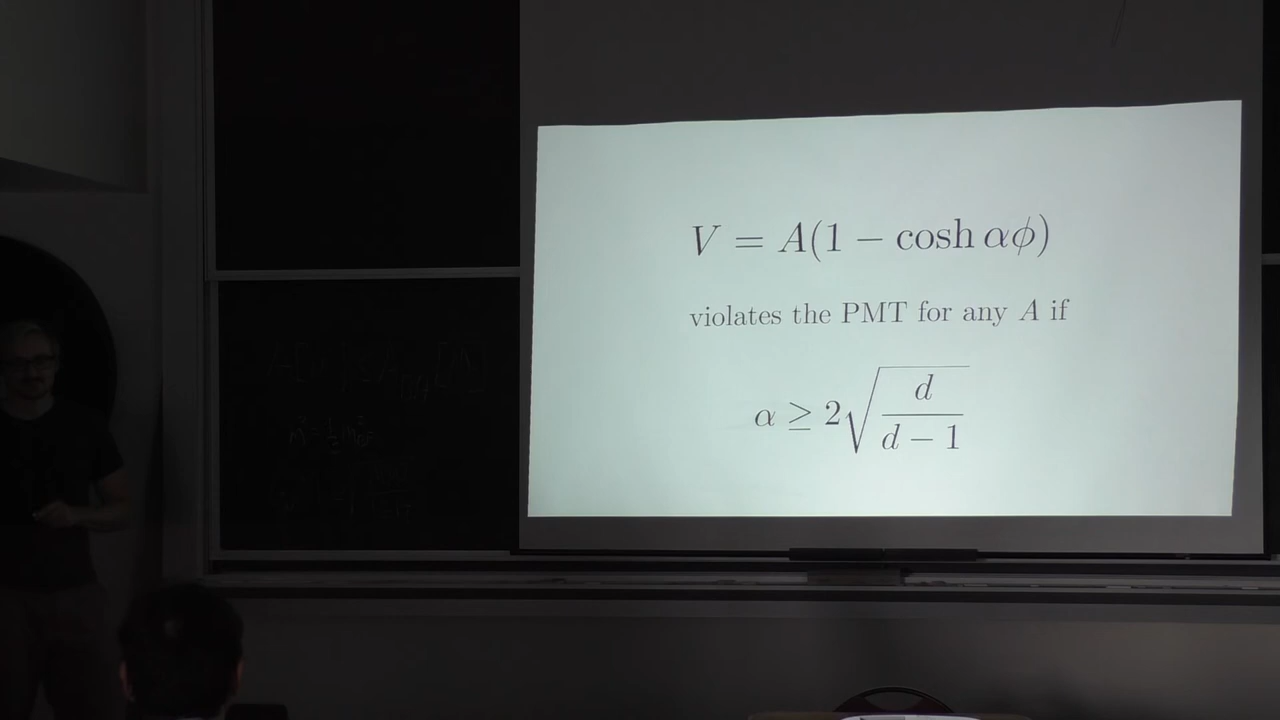 V = A(1 − cosh αϕ)
violates the PMT for any A if
α ≥ 2√(d/(d − 1))